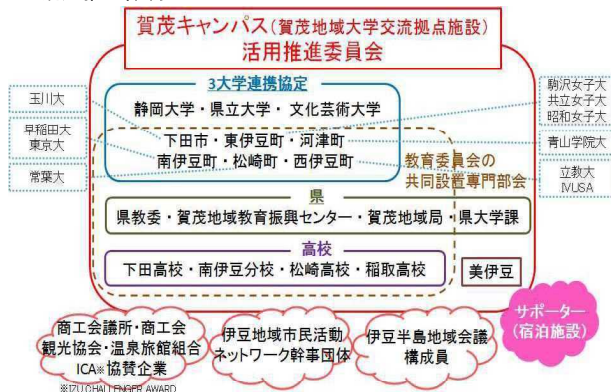 賀茂キャンパス(賀茂地域大学交流拠点施設)
活用推進委員会
3大学連携協定
静岡大学・県立大学・文化芸術大学
下田市・東伊豆町・河津町
南伊豆町・松崎町・西伊豆町
教育委員会の
共同設置専門部会
玉川大
早稲田大
東京大
常葉大
駒沢女子大
共立女子大
昭和女子大
青山学院大
立教大
IVUSA
県
県教委・賀茂地域教育振興センター・賀茂地域局・県大学課
高校
下田高校・南伊豆分校・松崎高校・稲取高校
美伊豆
サポーター
(宿泊施設)
商工会議所・商工会
観光協会・温泉旅館組合
ICA※協賛企業
※IZU CHALLENGER AWARD
伊豆地域市民活動
ネットワーク幹事団体
伊豆半島地域会議
構成員